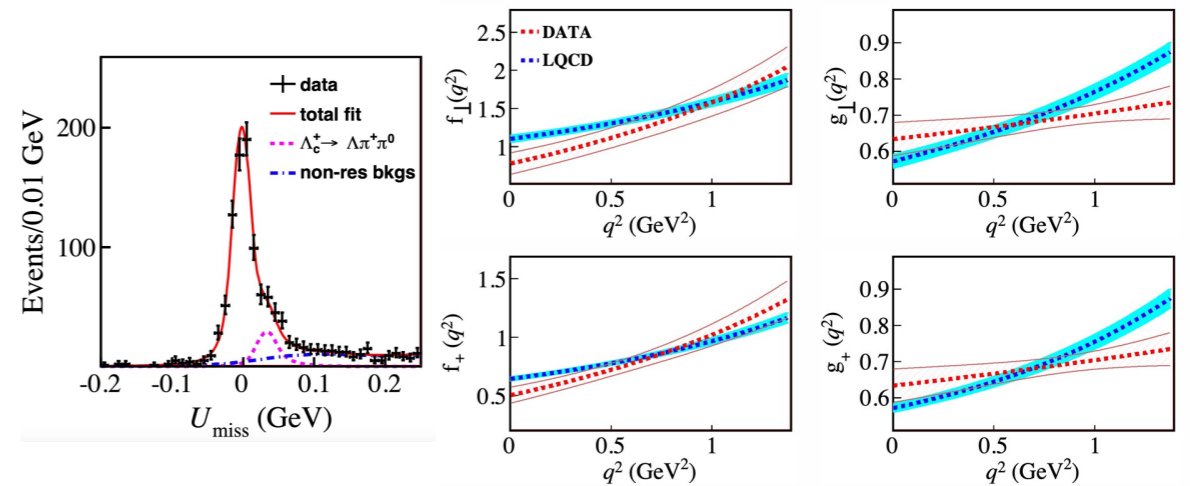 Events/0.01 GeV
200
100
data
total fit
Λc+→ Λπ+π0
non-res bkgs
-0.2 -0.1 0 0.1 0.2
Umiss (GeV)
f⊥(q2)
2.5
2
1.5
1
DATA
LQCD
0 0.5 1
q2 (GeV2)
g⊥(q2)
0.9
0.8
0.7
0.6
0 0.5 1
q2 (GeV2)
f+(q2)
1.5
1
0.5
0 0.5 1
q2 (GeV2)
g+(q2)
0.9
0.8
0.7
0.6
0 0.5 1
q2 (GeV2)